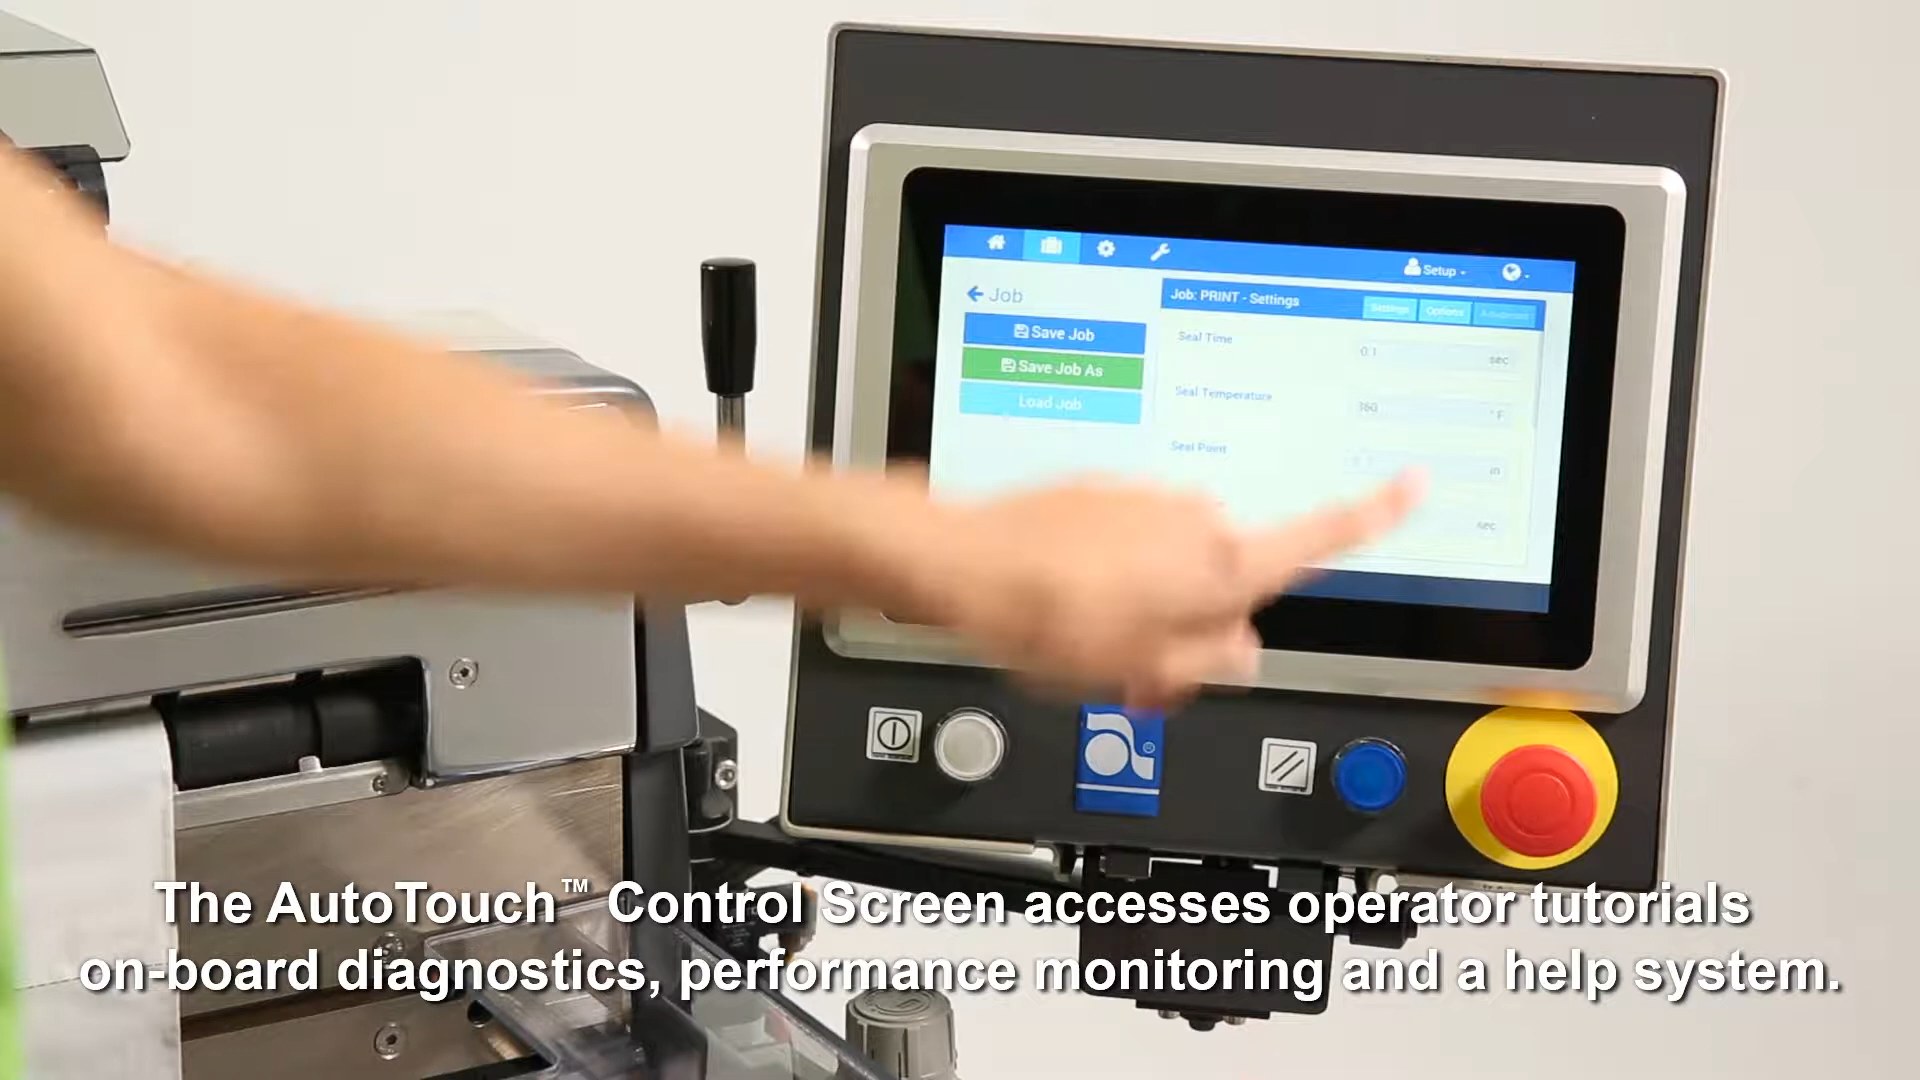 Setup
Job
Job: PRINT - Settings
Settings
Options
Advanced
Save Job
Save Job As
Load Job
Seal Time
0.1
sec
Seal Temperature
360
° F
Seal Point
in
sec
®
The AutoTouch™ Control Screen accesses operator tutorials
on-board diagnostics, performance monitoring and a help system.